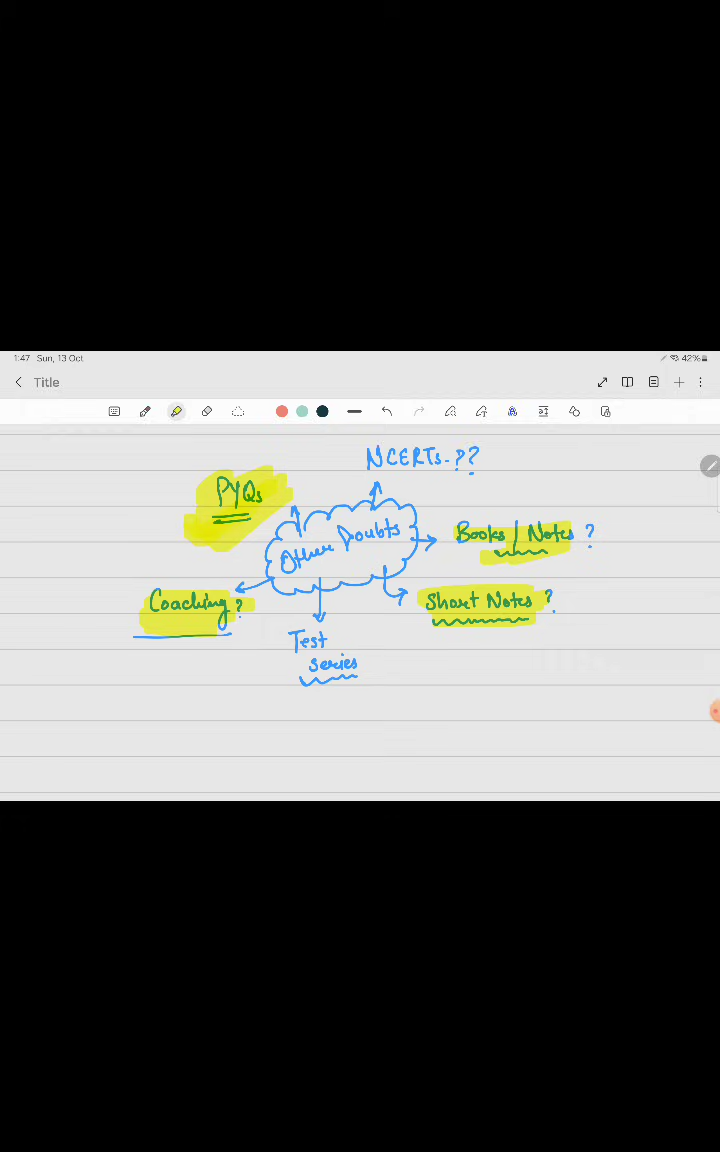 1:47 Sun, 13 Oct
42%
Title
NCERTs-??
PYQs
Other Doubts
Books / Notes ?
Coaching?
Short Notes ?
Test
series